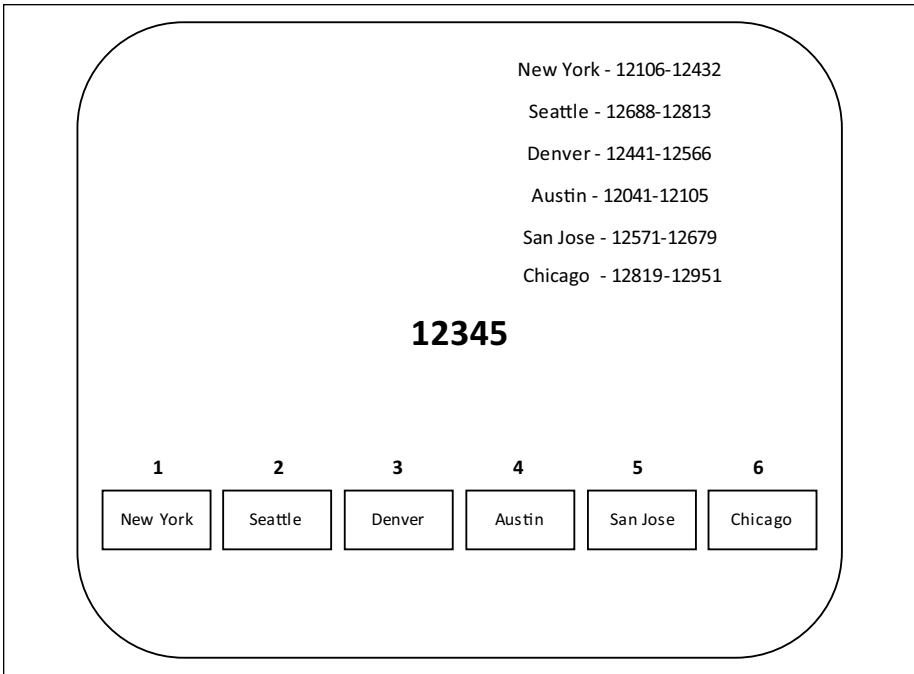 New York - 12106-12432
Seattle - 12688-12813
Denver - 12441-12566
Austin - 12041-12105
San Jose - 12571-12679
Chicago - 12819-12951
12345
1 2 3 4 5 6
New York Seattle Denver Austin San Jose Chicago